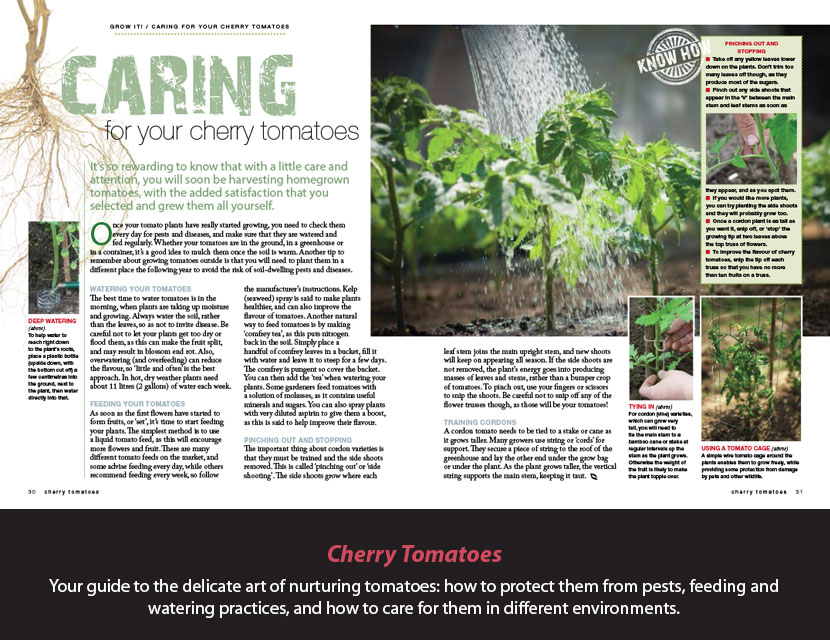 GROW IT! / CARING FOR YOUR CHERRY TOMATOES
CARING
for your cherry tomatoes
It's so rewarding to know that with a little care and
attention, you will soon be harvesting homegrown
tomatoes, with the added satisfaction that you
selected and grew them all yourself.
Once your tomato plants have really started growing, you need to check them
every day for pests and diseases, and make sure that they are watered and
fed regularly. Whether your tomatoes are in the ground, in a greenhouse or
in a container, it's a good idea to mulch them once the soil is warm. Another tip to
remember about growing tomatoes outside is that you will need to plant them in a
different place the following year to avoid the risk of soil-dwelling pests and diseases.
DEEP WATERING
(above)
To help water to
reach right down
to the plant's roots,
place a plastic bottle
(upside down, with
the bottom cut off) a
few centimetres into
the ground, next to
the plant, then water
directly into that.
WATERING YOUR TOMATOES
The best time to water tomatoes is in the
morning, when plants are taking up moisture
and growing. Always water the soil, rather
than the leaves, so as not to invite disease. Be
careful not to let your plants get too dry or
flood them, as this can make the fruit split,
and may result in blossom end rot. Also,
overwatering (and overfeeding) can reduce
the flavour, so 'little and often' is the best
approach. In hot, dry weather plants need
about 11 litres (2 gallons) of water each week.
FEEDING YOUR TOMATOES
As soon as the first flowers have started to
form fruits, or 'set', it's time to start feeding
your plants. The simplest method is to use
a liquid tomato feed, as this will encourage
more flowers and fruit. There are many
different tomato feeds on the market, and
some advise feeding every day, while others
recommend feeding every week, so follow
the manufacturer's instructions. Kelp
(seaweed) spray is said to make plants
healthier, and can also improve the
flavour of tomatoes. Another natural
way to feed tomatoes is by making
'comfrey tea', as this puts nitrogen
back in the soil. Simply place a
handful of comfrey leaves in a bucket, fill it
with water and leave it to steep for a few days.
The comfrey is pungent so cover the bucket.
You can then add the 'tea' when watering your
plants. Some gardeners feed tomatoes with
a solution of molasses, as it contains useful
minerals and sugars. You can also spray plants
with very diluted aspirin to give them a boost,
as this is said to help improve their flavour.
PINCHING OUT AND STOPPING
The important thing about cordon varieties is
that they must be trained and the side shoots
removed. This is called 'pinching out' or 'side
shooting'. The side shoots grow where each
leaf stem joins the main upright stem, and new shoots
will keep on appearing all season. If the side shoots are
not removed, the plant's energy goes into producing
masses of leaves and stems, rather than a bumper crop
of tomatoes. To pinch out, use your fingers or scissors
to snip the shoots. Be careful not to snip off any of the
flower trusses though, as those will be your tomatoes!
TRAINING CORDONS
A cordon tomato needs to be tied to a stake or cane as
it grows taller. Many growers use string or 'cords' for
support. They secure a piece of string to the roof of the
greenhouse and lay the other end under the grow bag
or under the plant. As the plant grows taller, the vertical
string supports the main stem, keeping it taut.
KNOW HOW
PINCHING OUT AND
STOPPING
Take off any yellow leaves lower
down on the plants. Don't trim too
many leaves off though, as they
produce most of the sugars.
Pinch out any side shoots that
appear in the 'V' between the main
stem and leaf stems as soon as
they appear, and as you spot them.
If you would like more plants,
you can try planting the side shoots
and they will probably grow too.
Once a cordon plant is as tall as
you want it, snip off, or 'stop' the
growing tip at two leaves above
the top truss of flowers.
To improve the flavour of cherry
tomatoes, snip the tip off each
truss so that you have no more
than ten fruits on a truss.
TYING IN (above)
For cordon (vine) varieties,
which can grow very
tall, you will need to
tie the main stem to a
bamboo cane or stake at
regular intervals up the
stem as the plant grows.
Otherwise the weight of
the fruit is likely to make
the plant topple over.
USING A TOMATO CAGE (above)
A simple wire tomato cage around the
plants enables them to grow freely, while
providing some protection from damage
by pests and other wildlife.
30 cherry tomatoes
cherry tomatoes 31
Cherry Tomatoes
Your guide to the delicate art of nurturing tomatoes: how to protect them from pests, feeding and
watering practices, and how to care for them in different environments.